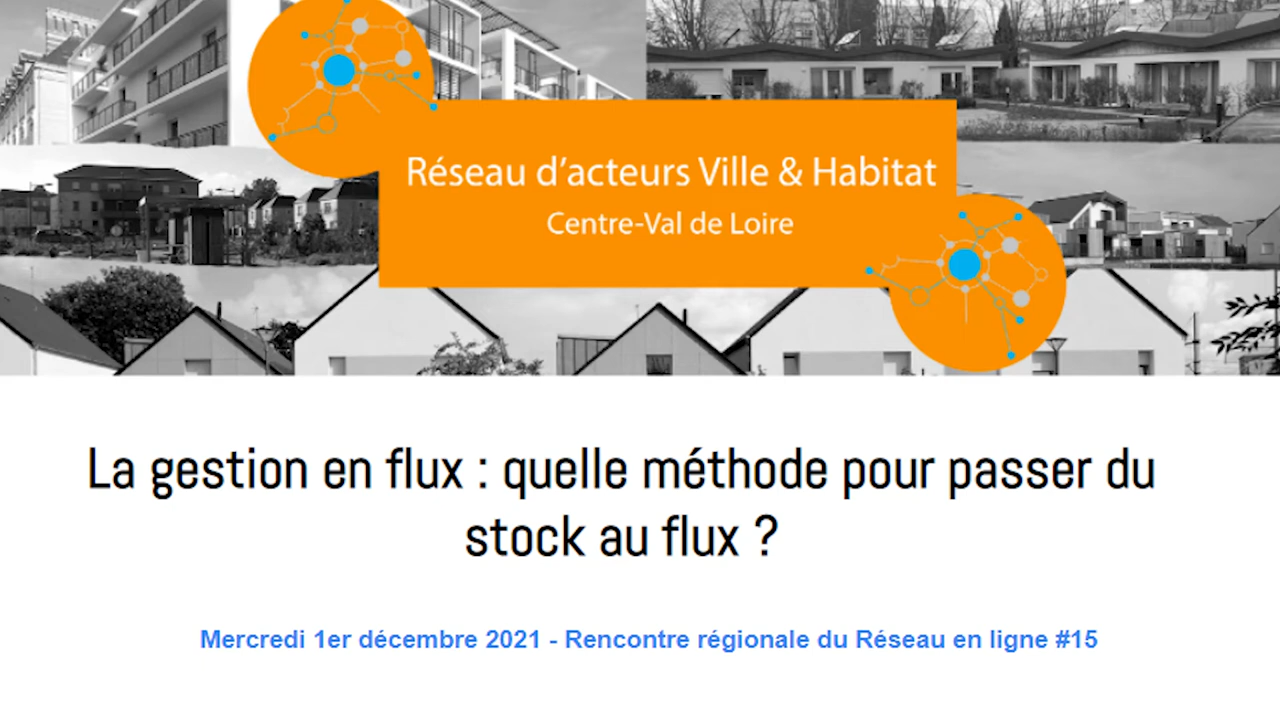 Réseau d'acteurs Ville & Habitat
Centre-Val de Loire
La gestion en flux : quelle méthode pour passer du
stock au flux ?
Mercredi 1er décembre 2021 - Rencontre régionale du Réseau en ligne #15